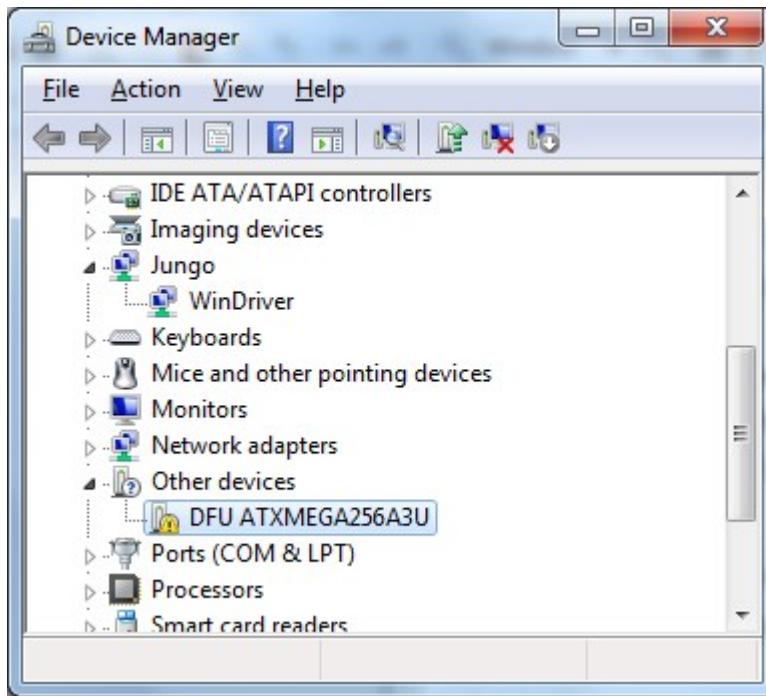 Device Manager
File Action View Help
IDE ATA/ATAPI controllers
Imaging devices
Jungo
WinDriver
Keyboards
Mice and other pointing devices
Monitors
Network adapters
Other devices
DFU ATXMEGA256A3U
Ports (COM & LPT)
Processors
Smart card readers